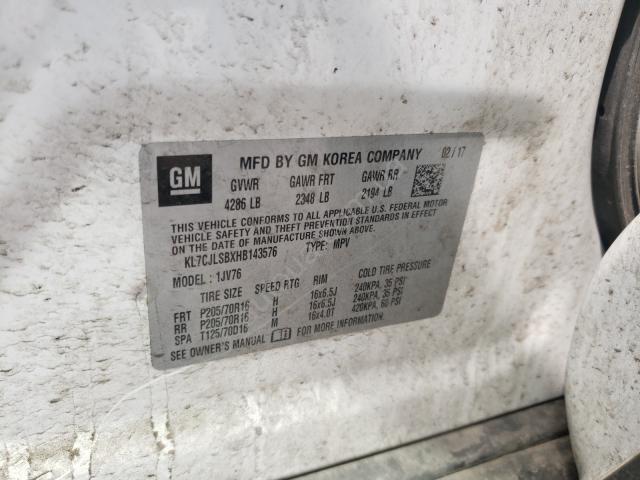 GM MFD BY GM KOREA COMPANY 02/17
GVWR GAWR FRT GAWR RR
4286 LB 2348 LB 2194 LB
THIS VEHICLE CONFORMS TO ALL APPLICABLE U.S. FEDERAL MOTOR
VEHICLE SAFETY AND THEFT PREVENTION STANDARDS IN EFFECT
ON THE DATE OF MANUFACTURE SHOWN ABOVE.
KL7CJLSBXHB143576 TYPE: MPV
MODEL: 1JV76
TIRE SIZE SPEED RTG RIM COLD TIRE PRESSURE
FRT P205/70R16 H 16x6.5J 240KPA, 35 PSI
RR P205/70R16 H 16x6.5J 240KPA, 35 PSI
SPA T125/70D16 M 16x4.0T 420KPA, 60 PSI
SEE OWNER'S MANUAL FOR MORE INFORMATION.